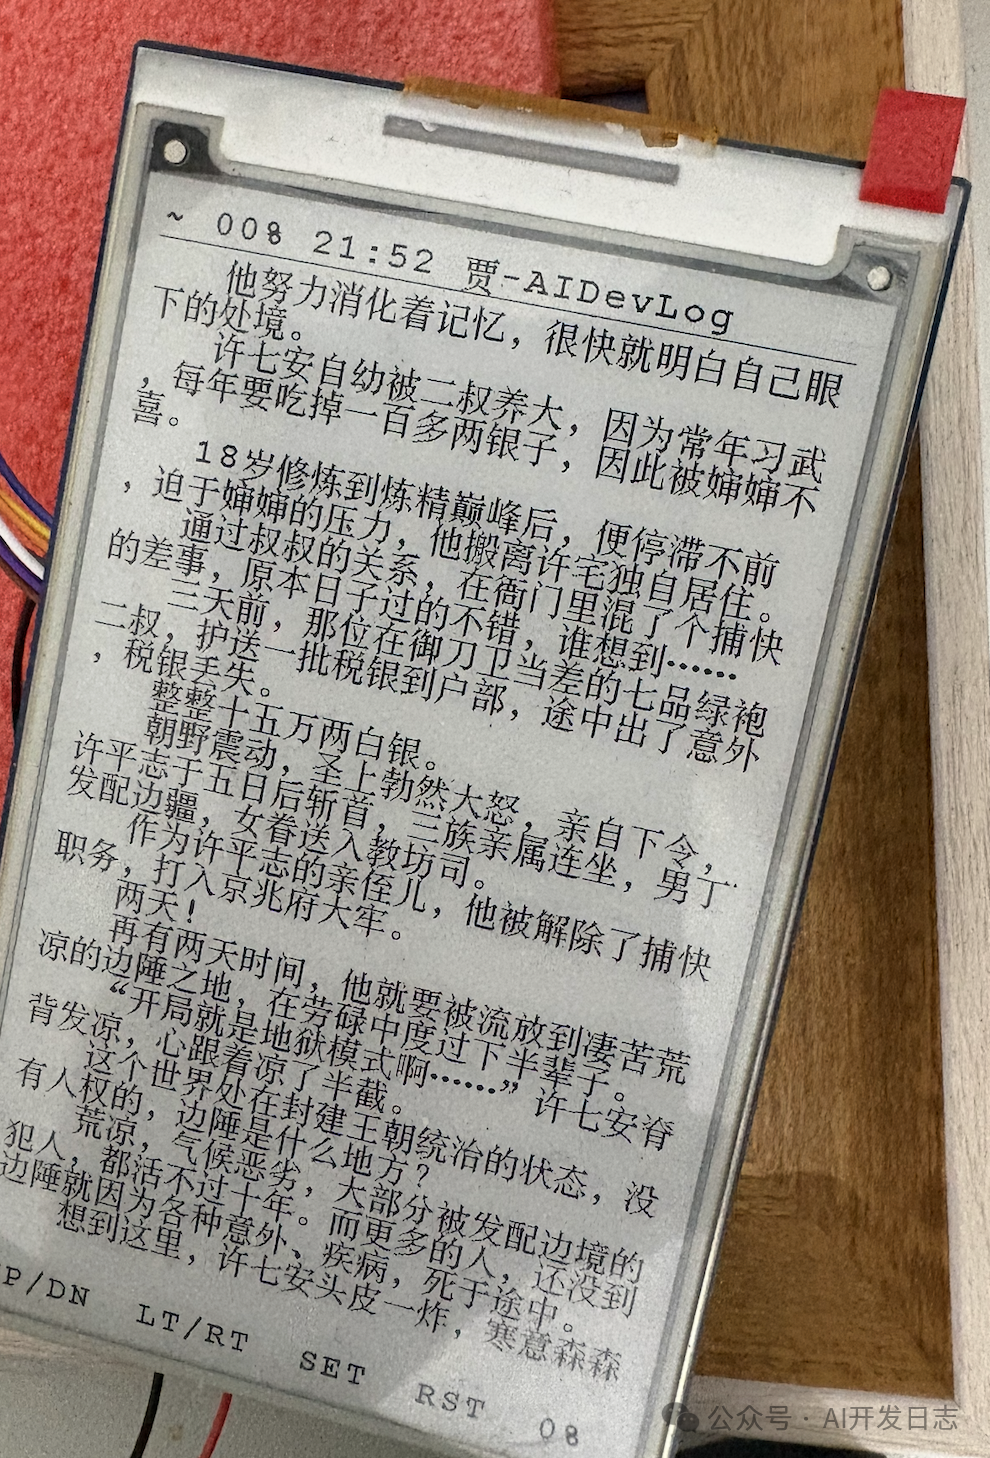 ~ 008 21:52 贾-AIDevLog
他努力消化着记忆，很快就明白自己眼
下的处境。
许七安自幼被二叔养大，因为常年习武
，每年要吃掉一百多两银子，因此被婶婶不
喜。
18岁修炼到炼精巅峰后，便停滞不前
，迫于婶婶的压力，他搬离许宅独自居住。
通过叔叔的关系，在衙门里混了个捕快
的差事，原本日子过的不错，谁想到……
三天前，那位在御刀卫当差的七品绿袍
二叔，护送一批税银到户部，途中出了意外
，税银丢失。
整整十五万两白银。
朝野震动，圣上勃然大怒，亲自下令，
许平志于五日后斩首，三族亲属连坐，男丁
发配边疆，女眷送入教坊司。
作为许平志的亲侄儿，他被解除了捕快
职务，打入京兆府大牢。
两天！
再有两天时间，他就要被流放到凄苦荒
凉的边陲之地，在劳碌中度过下半辈子。
“开局就是地狱模式啊……”许七安脊
背发凉，心跟着凉了半截。
这个世界处在封建王朝统治的状态，没
有人权的，边陲是什么地方？
荒凉，气候恶劣，大部分被发配边境的
犯人，都活不过十年。而更多的人，还没到
边陲就因为各种意外、疾病，死于途中。
想到这里，许七安头皮一炸，寒意森森
P/DN LT/RT SET RST 08
公众号 · AI开发日志